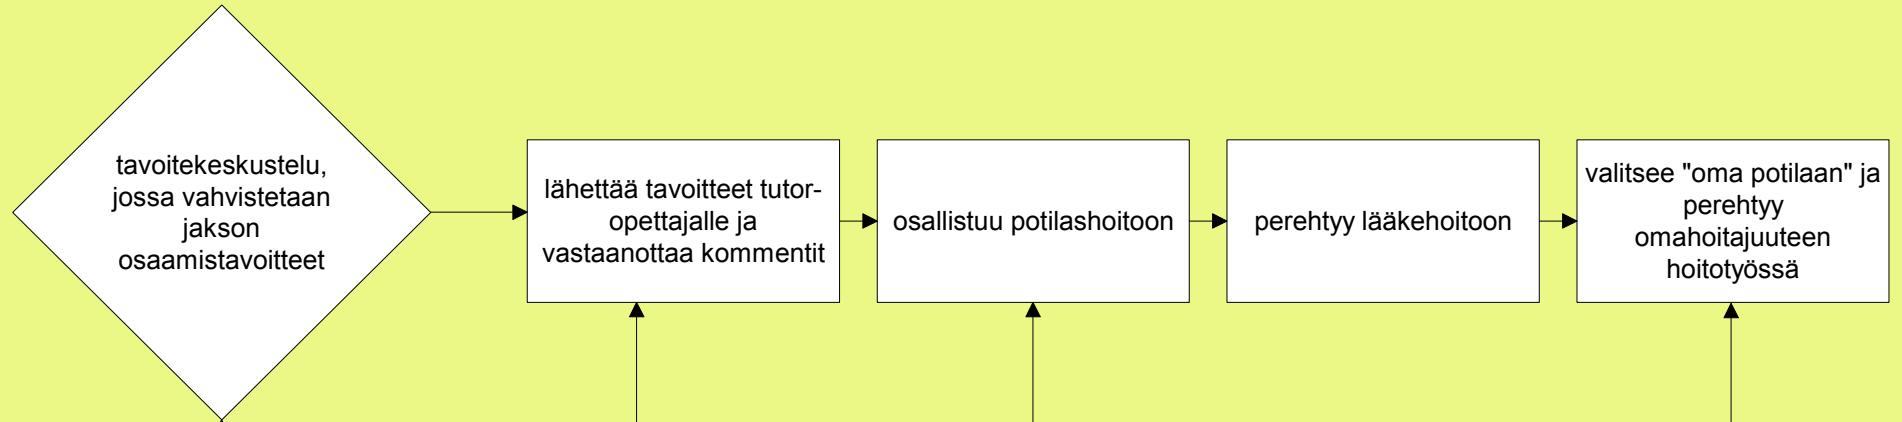 tavoitekeskustelu,
jossa vahvistetaan
jakson
osaamistavoitteet
lähettää tavoitteet tutor-
opettajalle ja
vastaanottaa kommentit
osallistuu potilashoitoon
perehtyy lääkehoitoon
valitsee "oma potilaan" ja
perehtyy
omahoitajuuteen
hoitotyössä